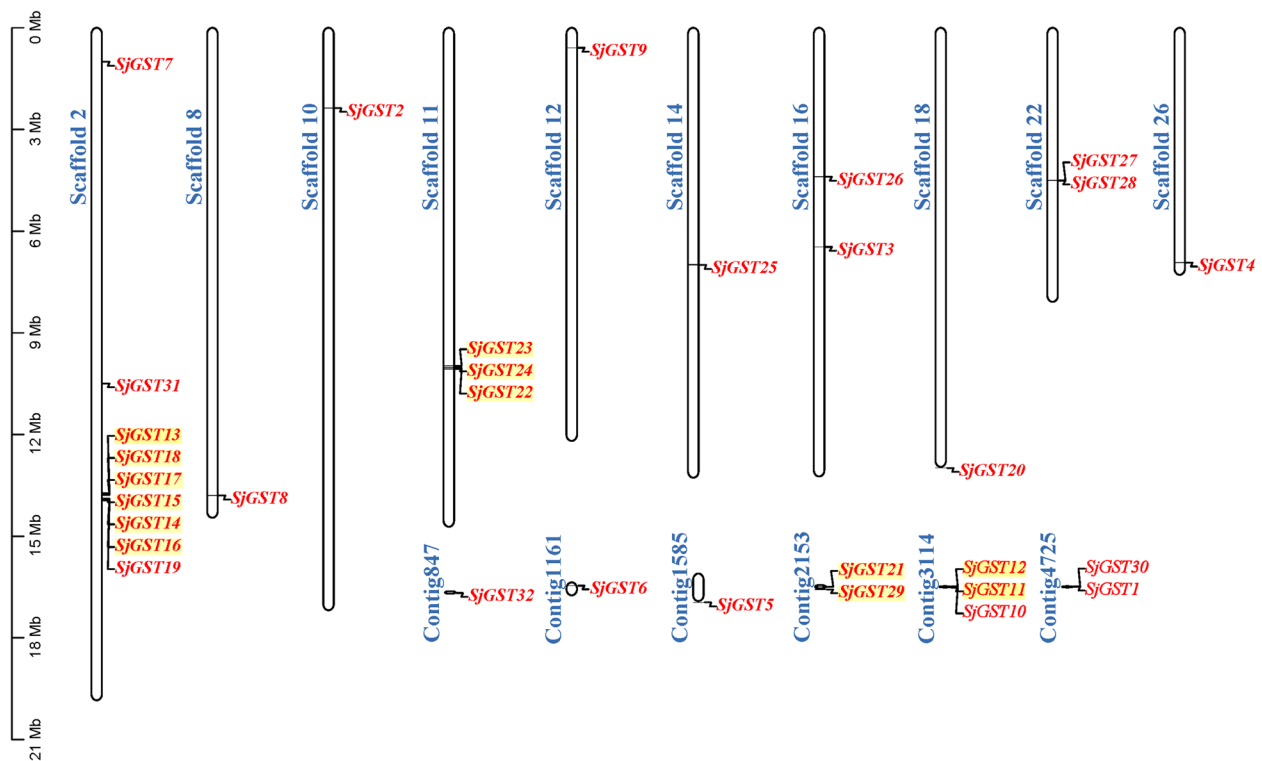 0 Mb
3 Mb
6 Mb
9 Mb
12 Mb
15 Mb
18 Mb
21 Mb
Scaffold 2
SjGST7
SjGST31
SjGST13
SjGST18
SjGST17
SjGST15
SjGST14
SjGST16
SjGST19
Scaffold 8
SjGST8
Scaffold 10
SjGST2
Scaffold 11
SjGST23
SjGST24
SjGST22
Scaffold 12
SjGST9
Scaffold 14
SjGST25
Scaffold 16
SjGST26
SjGST3
Scaffold 18
SjGST20
Scaffold 22
SjGST27
SjGST28
Scaffold 26
SjGST4
Contig847
SjGST32
Contig1161
SjGST6
Contig1585
SjGST5
Contig2153
SjGST21
SjGST29
Contig3114
SjGST12
SjGST11
SjGST10
Contig4725
SjGST30
SjGST1